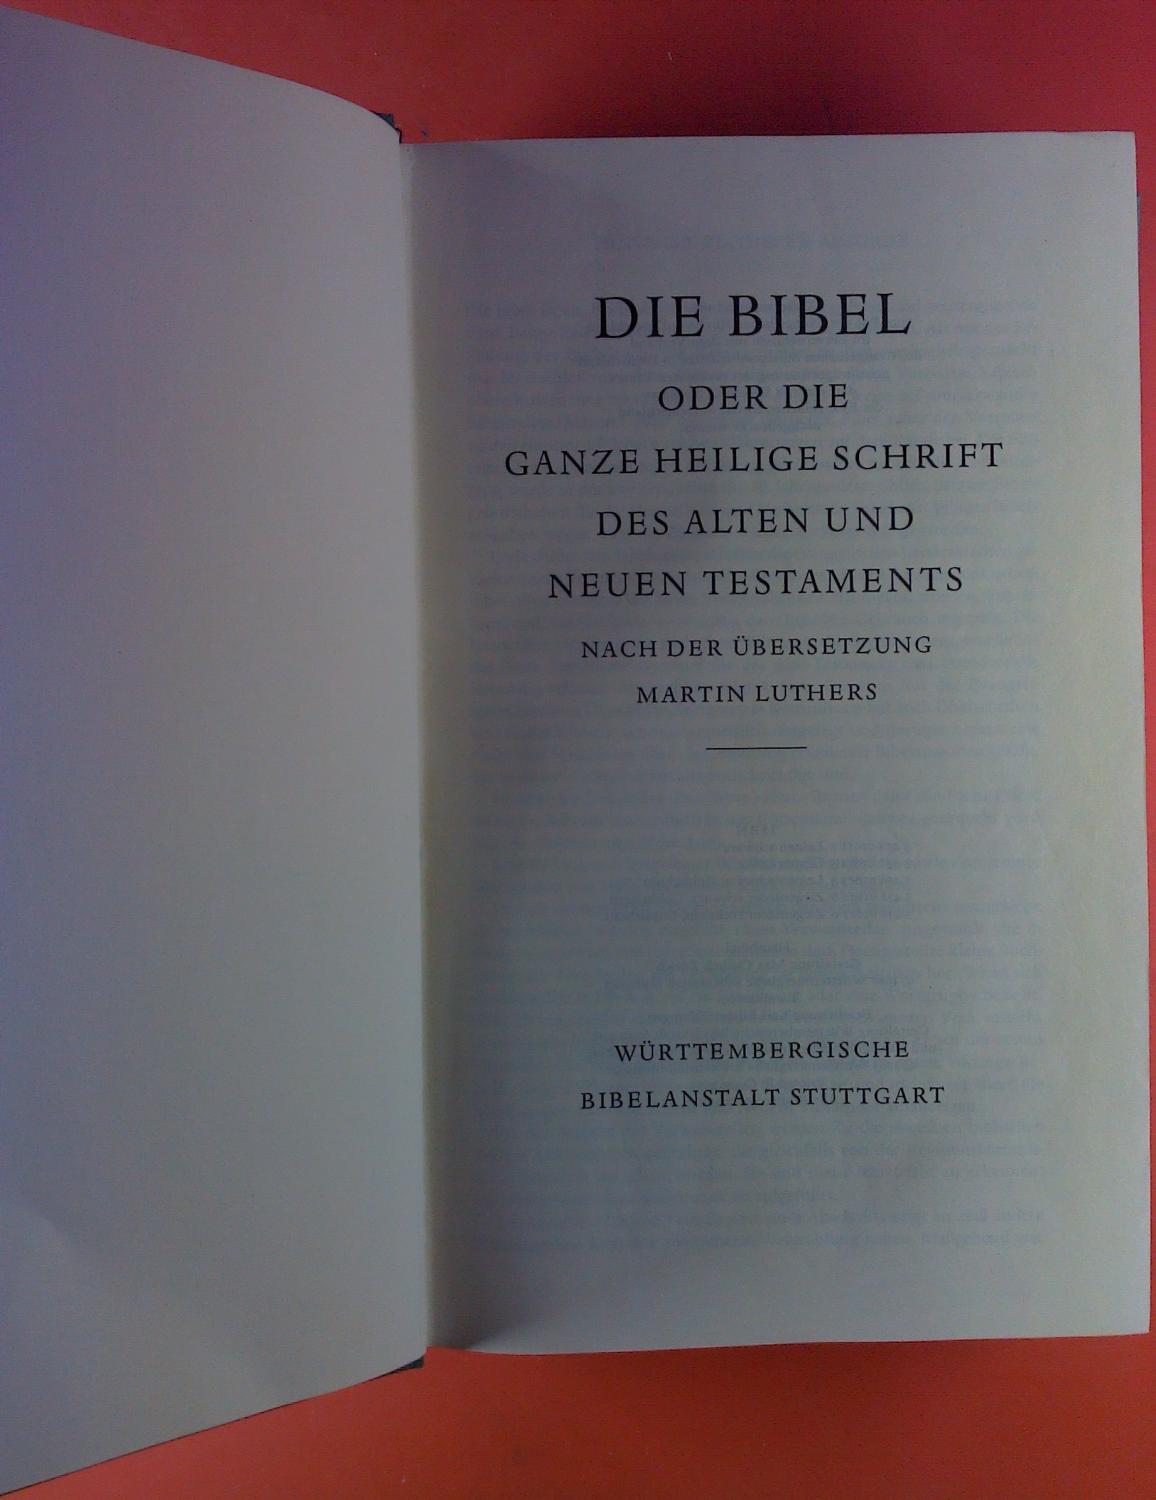 DIE BIBEL
ODER DIE
GANZE HEILIGE SCHRIFT
DES ALTEN UND
NEUEN TESTAMENTS
NACH DER ÜBERSETZUNG
MARTIN LUTHERS
WÜRTTEMBERGISCHE
BIBELANSTALT STUTTGART